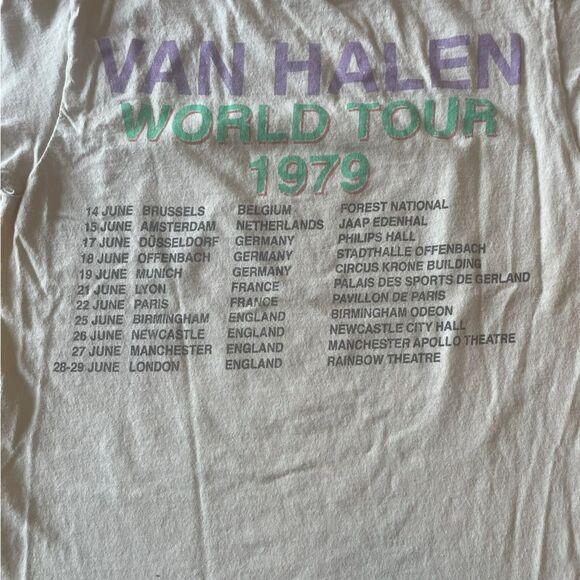 VAN HALEN
WORLD TOUR
1979
14 JUNE BRUSSELS BELGIUM FOREST NATIONAL
15 JUNE AMSTERDAM NETHERLANDS JAAP EDENHAL
17 JUNE DÜSSELDORF GERMANY PHILIPS HALL
18 JUNE OFFENBACH GERMANY STADTHALLE OFFENBACH
19 JUNE MUNICH GERMANY CIRCUS KRONE BUILDING
21 JUNE LYON FRANCE PALAIS DES SPORTS DE GERLAND
22 JUNE PARIS FRANCE PAVILLON DE PARIS
25 JUNE BIRMINGHAM ENGLAND BIRMINGHAM ODEON
26 JUNE NEWCASTLE ENGLAND NEWCASTLE CITY HALL
27 JUNE MANCHESTER ENGLAND MANCHESTER APOLLO THEATRE
28-29 JUNE LONDON ENGLAND RAINBOW THEATRE